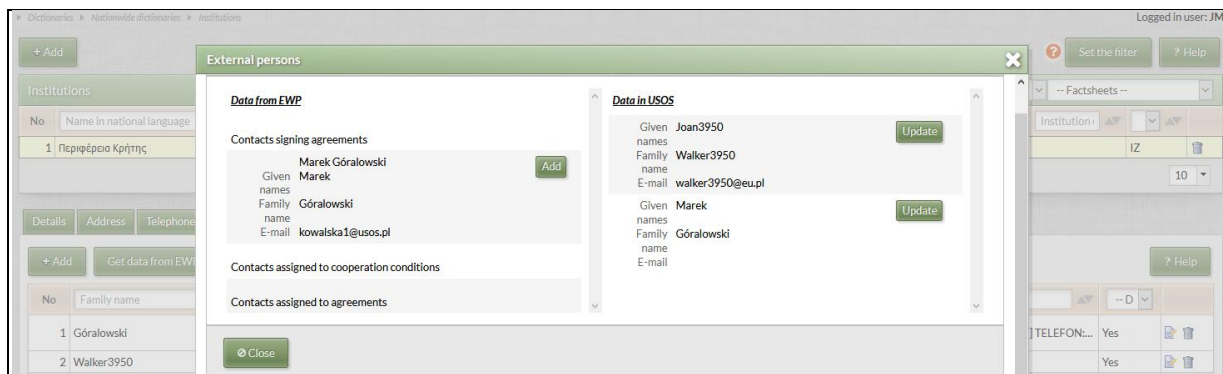 Dictionaries Nationwide dictionaries Institutions
Logged in user: JM
+ Add
External persons
Set the filter
? Help
Institutions
-- Factsheets --
No Name in national language
Institution
1 Περιφέρεια Κρήτης
IZ
10
Details Address Telephone
+ Add Get data from EW
? Help
No Family name
-- D
1 Góralowski
] TELEFON:... Yes
2 Walker3950
Yes
Data from EWP
Contacts signing agreements
Marek Góralowski
Add
Given names Marek
Family name Góralowski
E-mail kowalska1@usos.pl
Contacts assigned to cooperation conditions
Contacts assigned to agreements
Data in USOS
Given names Joan3950
Update
Family name Walker3950
E-mail walker3950@eu.pl
Given names Marek
Update
Family name Góralowski
E-mail
Close